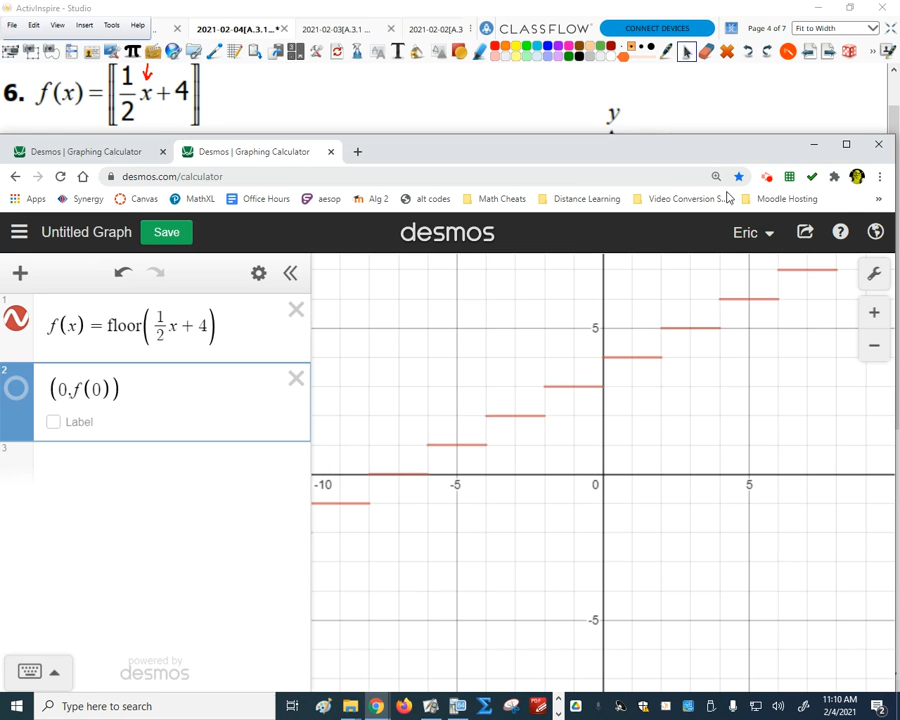 ActivInspire - Studio
File Edit View Insert Tools Help
2021-02-04(A.3.1...* 2021-02-03(A.3.1 ... 2021-02-02(A.3 CLASSFLOW CONNECT DEVICES Page 4 of 7 Fit to Width
6. f(x) = ⟦1/2 x + 4⟧
y
Desmos | Graphing Calculator Desmos | Graphing Calculator
desmos.com/calculator
Apps Synergy Canvas MathXL Office Hours aesop Alg 2 alt codes Math Cheats Distance Learning Video Conversion S... Moodle Hosting »
Untitled Graph Save desmos Eric
1
f(x) = floor(1/2 x + 4)
2
(0,f(0))
Label
3
5
-10 -5 0 5
-5
powered by
desmos
Type here to search
11:10 AM
2/4/2021
2